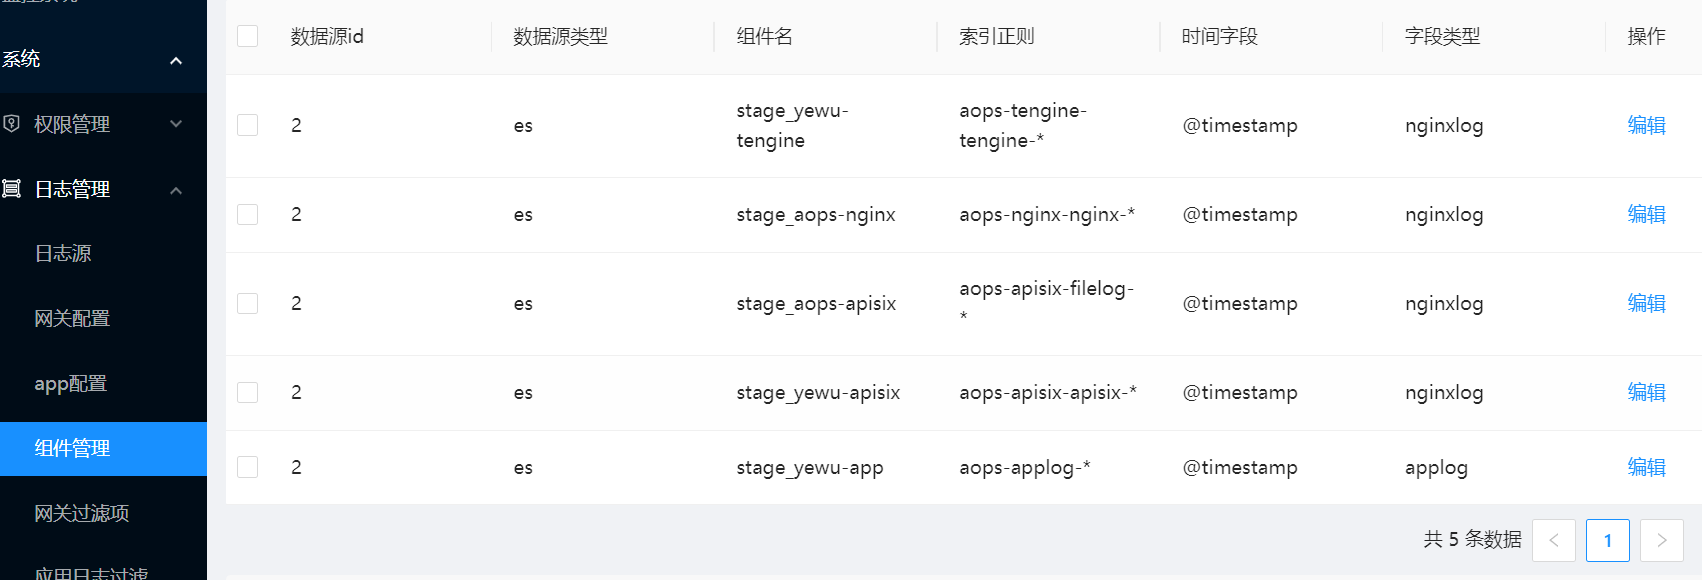 系统
权限管理
日志管理
日志源
网关配置
app配置
组件管理
网关过滤项
应用日志过滤
数据源id 数据源类型 组件名 索引正则 时间字段 字段类型 操作
2 es stage_yewu- aops-tengine- @timestamp nginxlog 编辑
tengine tengine-*
2 es stage_aops-nginx aops-nginx-nginx-* @timestamp nginxlog 编辑
2 es stage_aops-apisix aops-apisix-filelog- @timestamp nginxlog 编辑
*
2 es stage_yewu-apisix aops-apisix-apisix-* @timestamp nginxlog 编辑
2 es stage_yewu-app aops-applog-* @timestamp applog 编辑
共 5 条数据 < 1 >